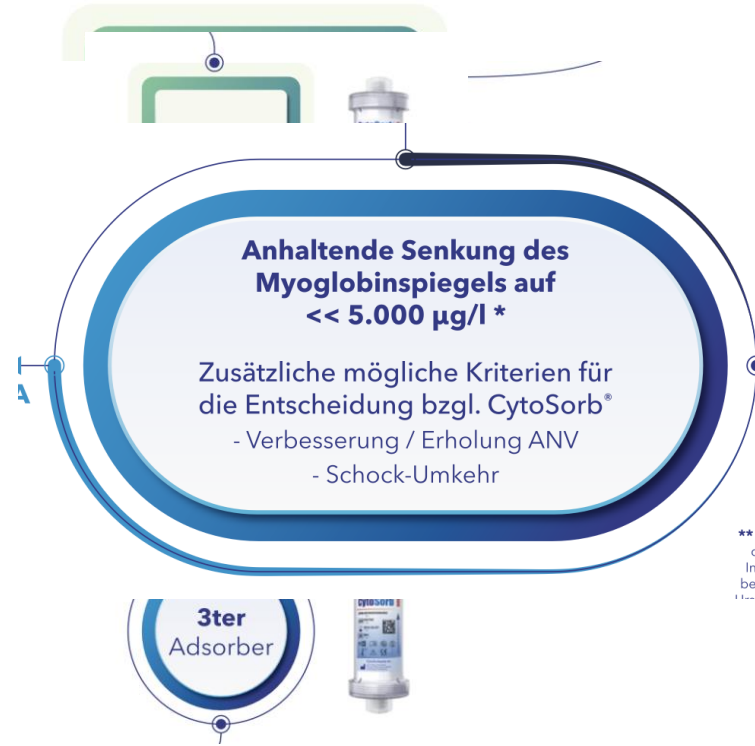 Anhaltende Senkung des
Myoglobinspiegels auf
<< 5.000 µg/l *
Zusätzliche mögliche Kriterien für
die Entscheidung bzgl. CytoSorb®
- Verbesserung / Erholung ANV
- Schock-Umkehr
A
**
3ter
Adsorber
CytoSorb